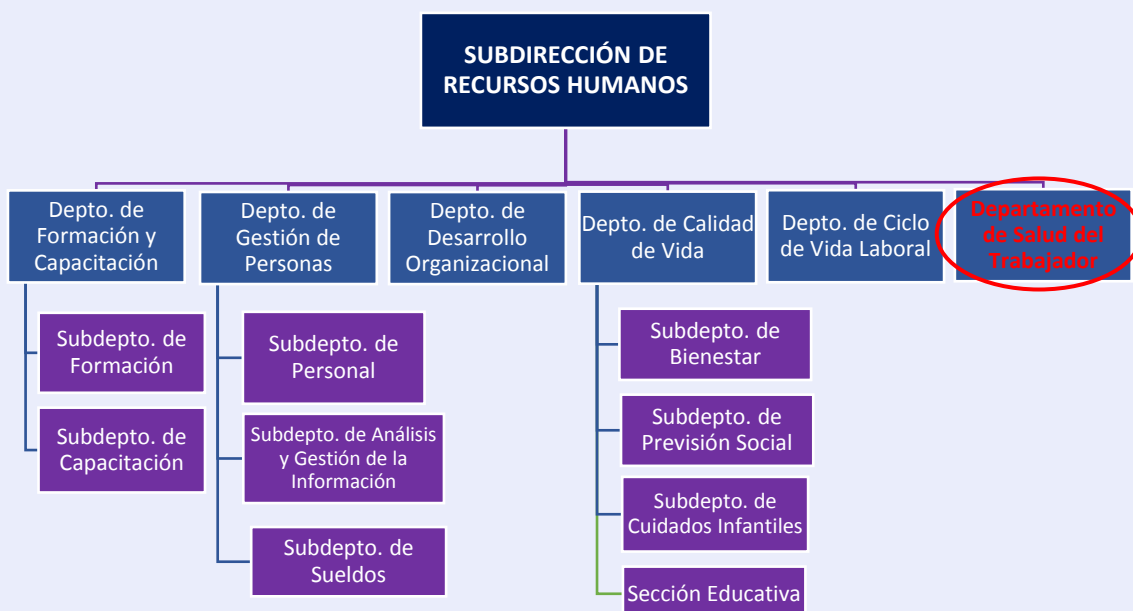 SUBDIRECCIÓN DE
RECURSOS HUMANOS
Depto. de
Formación y
Capacitación
Depto. de
Gestión de
Personas
Depto. de
Desarrollo
Organizacional
Depto. de Calidad
de Vida
Depto. de Ciclo
de Vida Laboral
Departamento
de Salud del
Trabajador
Subdepto. de
Formación
Subdepto. de
Capacitación
Subdepto. de
Personal
Subdepto. de Análisis
y Gestión de la
Información
Subdepto. de
Sueldos
Subdepto. de
Bienestar
Subdepto. de
Previsión Social
Subdepto. de
Cuidados Infantiles
Sección Educativa